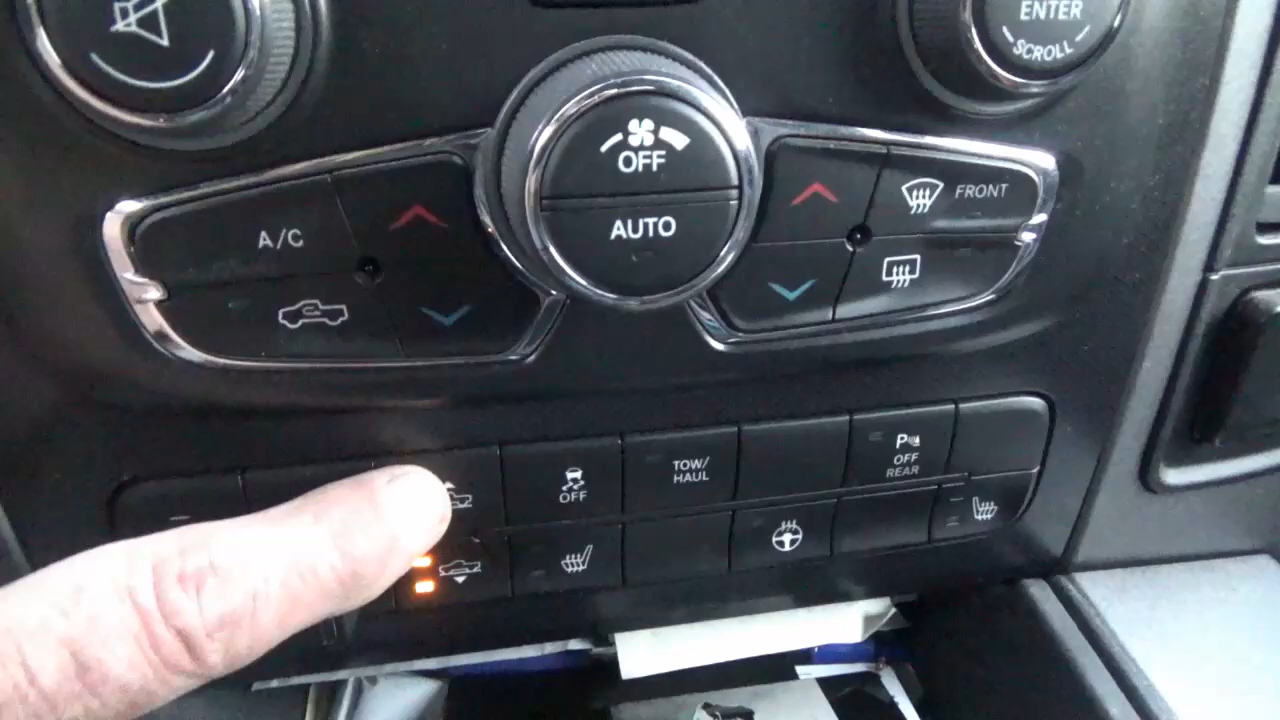 ENTER
SCROLL
OFF
AUTO
A/C
FRONT
OFF
TOW/
HAUL
P
OFF
REAR